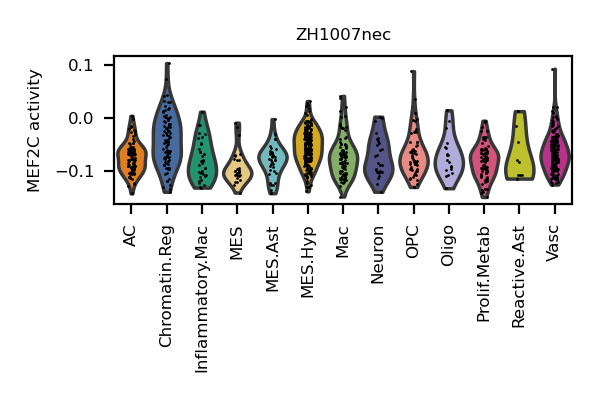 ZH1007nec
MEF2C activity
0.1
0.0
−0.1
AC
Chromatin.Reg
Inflammatory.Mac
MES
MES.Ast
MES.Hyp
Mac
Neuron
OPC
Oligo
Prolif.Metab
Reactive.Ast
Vasc